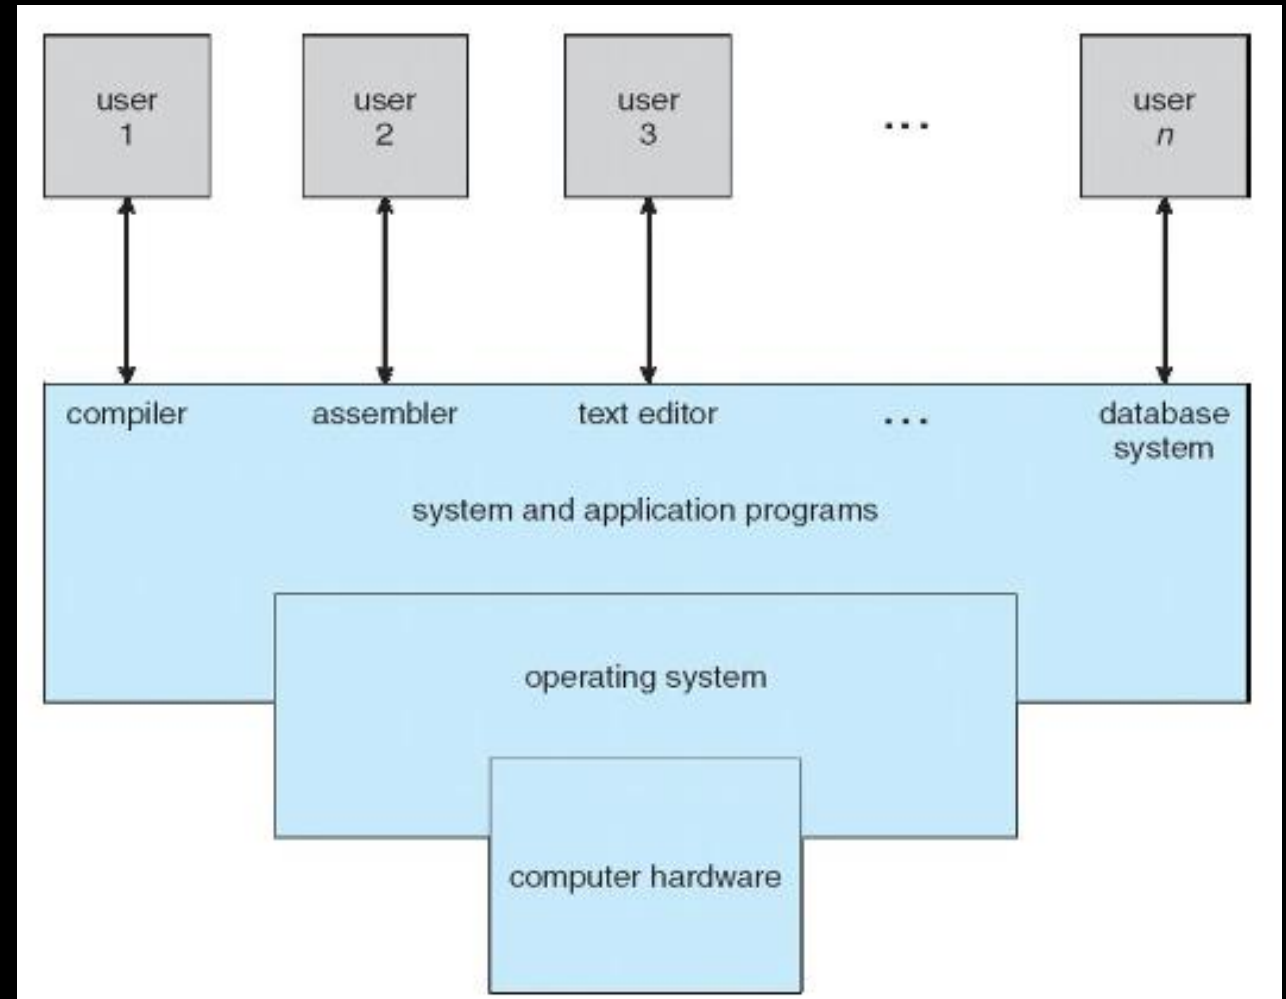 user
1
user
2
user
3
...
user
n
compiler
assembler
text editor
...
database
system
system and application programs
operating system
computer hardware